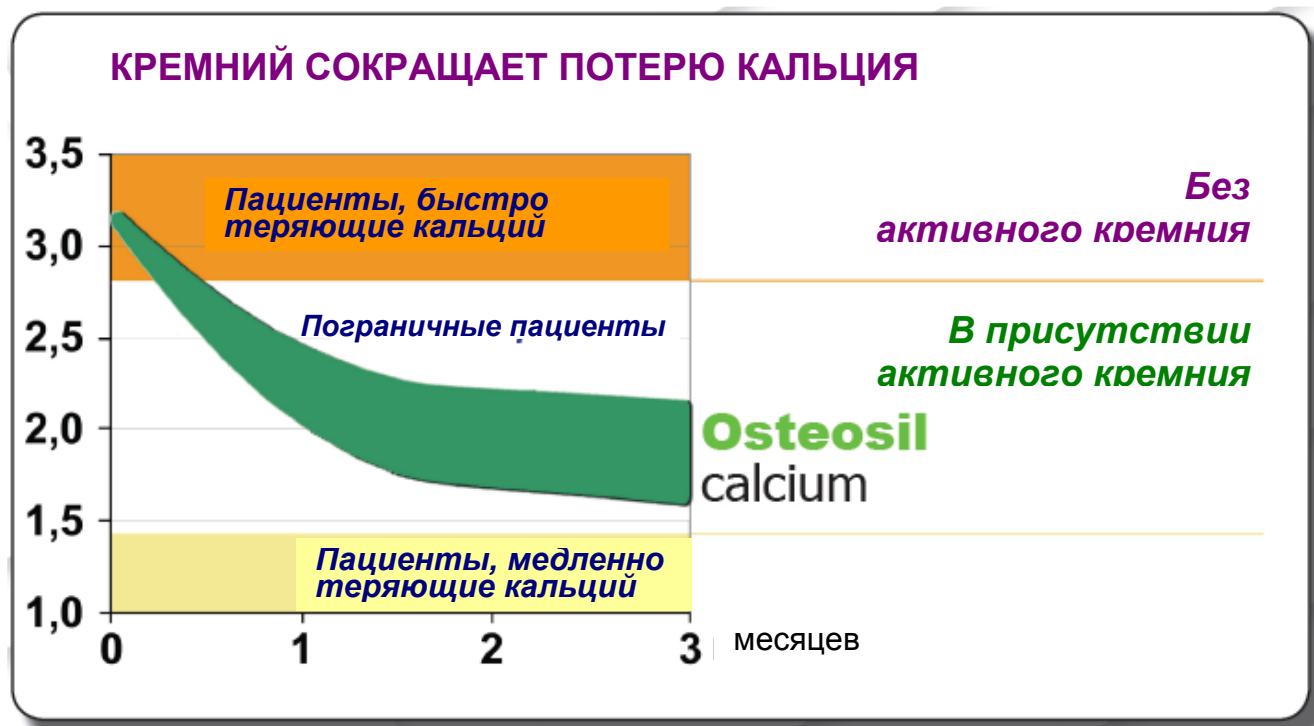 КРЕМНИЙ СОКРАЩАЕТ ПОТЕРЮ КАЛЬЦИЯ
3,5
3,0
2,5
2,0
1,5
1,0
Пациенты, быстро
теряющие кальций
Пограничные пациенты
Пациенты, медленно
теряющие кальций
Без
активного кремния
В присутствии
активного кремния
Osteosil
calcium
0 1 2 3 месяцев